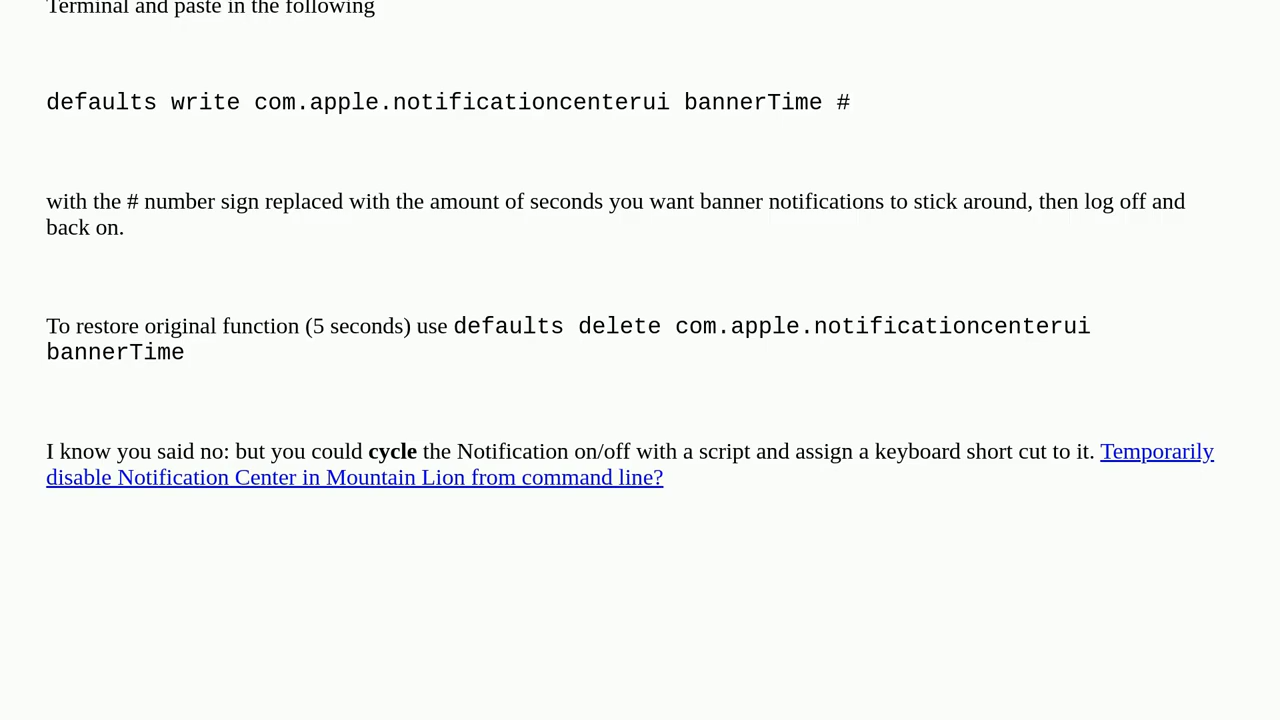 Terminal and paste in the following
defaults write com.apple.notificationcenterui bannerTime #
with the # number sign replaced with the amount of seconds you want banner notifications to stick around, then log off and
back on.
To restore original function (5 seconds) use defaults delete com.apple.notificationcenterui
bannerTime
I know you said no: but you could cycle the Notification on/off with a script and assign a keyboard short cut to it. Temporarily
disable Notification Center in Mountain Lion from command line?